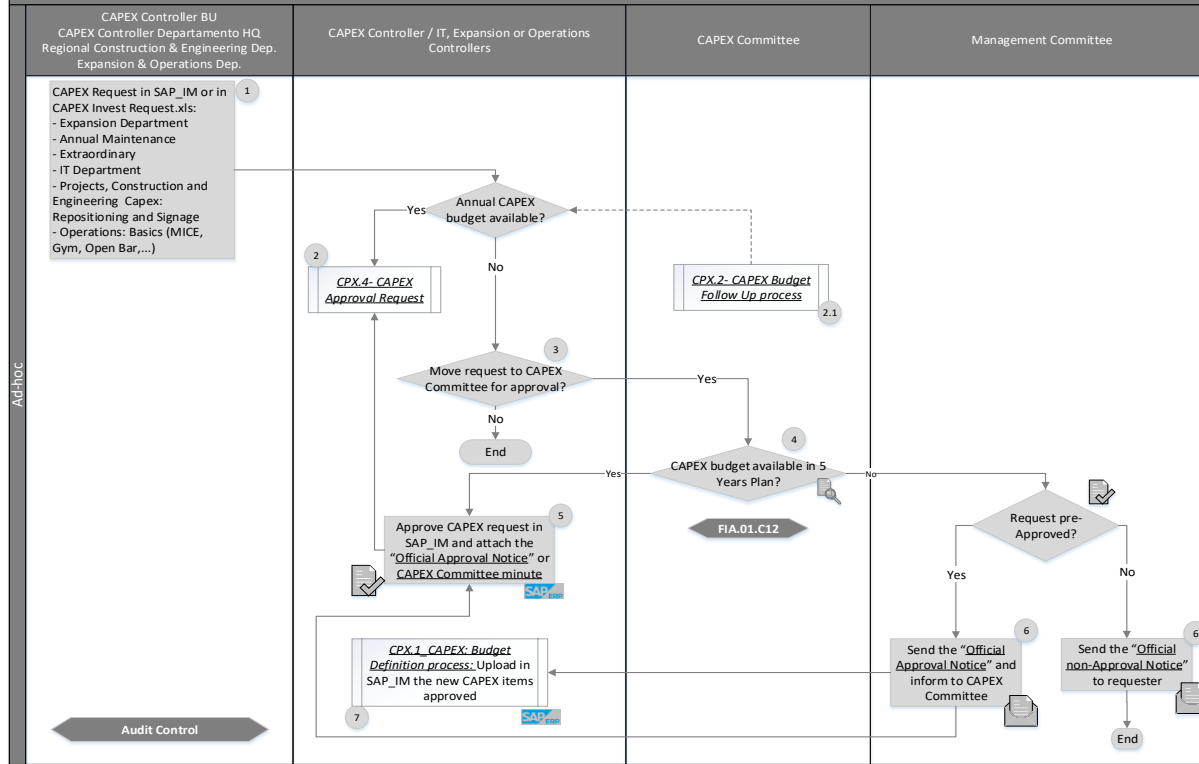 CAPEX Controller BU
CAPEX Controller Departamento HQ
Regional Construction & Engineering Dep.
Expansion & Operations Dep.
CAPEX Controller / IT, Expansion or Operations
Controllers
CAPEX Committee
Management Committee
Ad-hoc
CAPEX Request in SAP_IM or in
CAPEX Invest Request.xls:
- Expansion Department
- Annual Maintenance
- Extraordinary
- IT Department
- Projects, Construction and
Engineering Capex:
Repositioning and Signage
- Operations: Basics (MICE,
Gym, Open Bar,...)
1
Annual CAPEX
budget available?
Yes
No
2
CPX.4- CAPEX
Approval Request
CPX.2- CAPEX Budget
Follow Up process
2.1
3
Move request to CAPEX
Committee for approval?
Yes
No
End
4
CAPEX budget available in 5
Years Plan?
Yes
No
FIA.01.C12
Request pre-
Approved?
Yes
No
5
Approve CAPEX request in
SAP_IM and attach the
“Official Approval Notice” or
CAPEX Committee minute
SAP ERP
6
Send the “Official
Approval Notice” and
inform to CAPEX
Committee
6
Send the “Official
non-Approval Notice”
to requester
End
CPX.1_CAPEX: Budget
Definition process: Upload in
SAP_IM the new CAPEX items
approved
7
SAP ERP
Audit Control